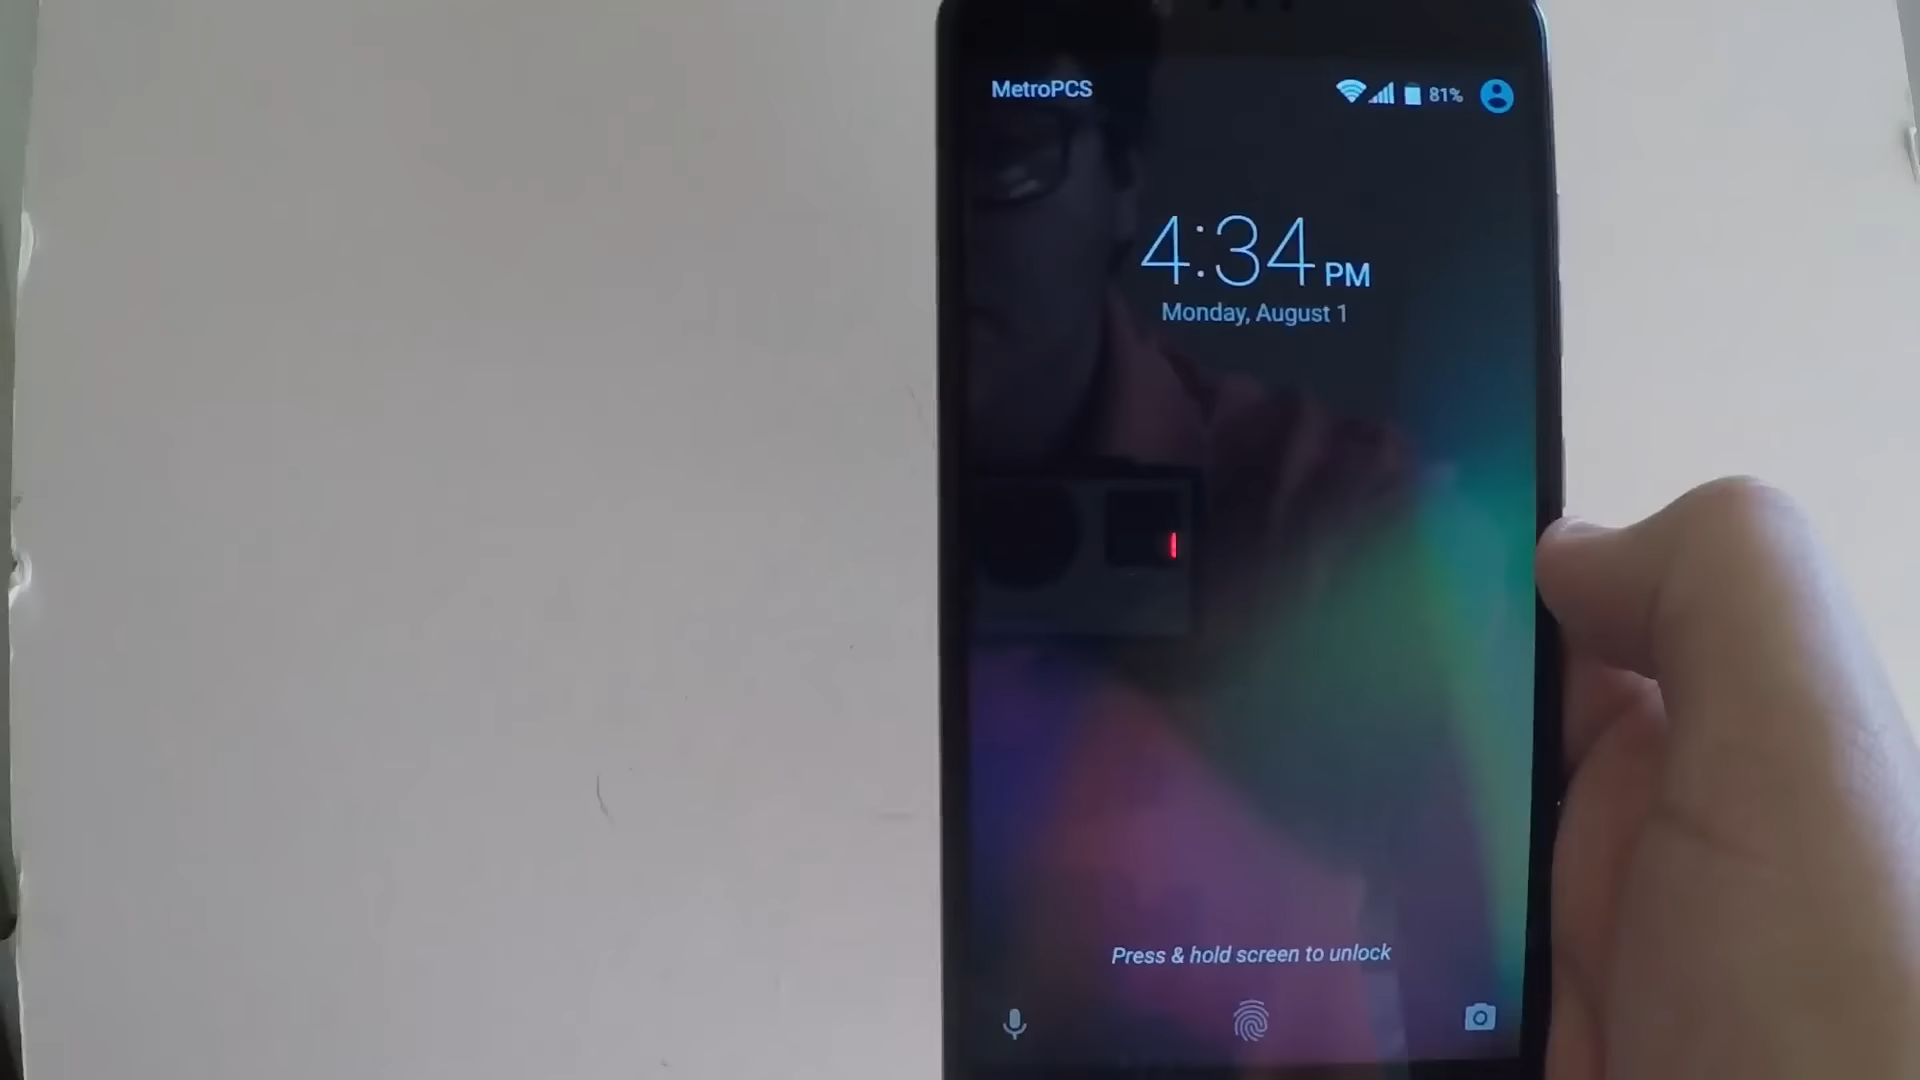 MetroPCS
81%
4:34 PM
Monday, August 1
Press & hold screen to unlock